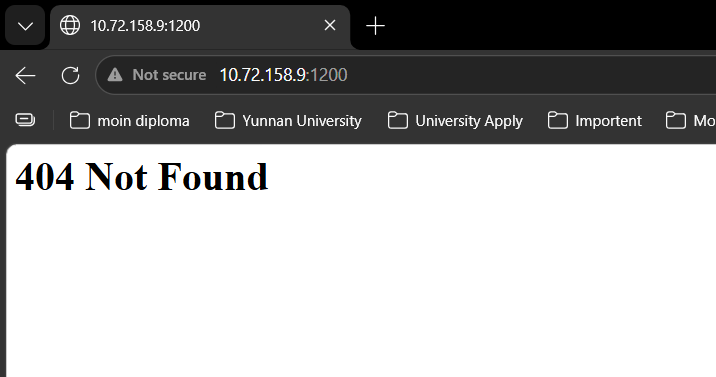 10.72.158.9:1200
Not secure 10.72.158.9:1200
moin diploma Yunnan University University Apply Importent Mo
404 Not Found